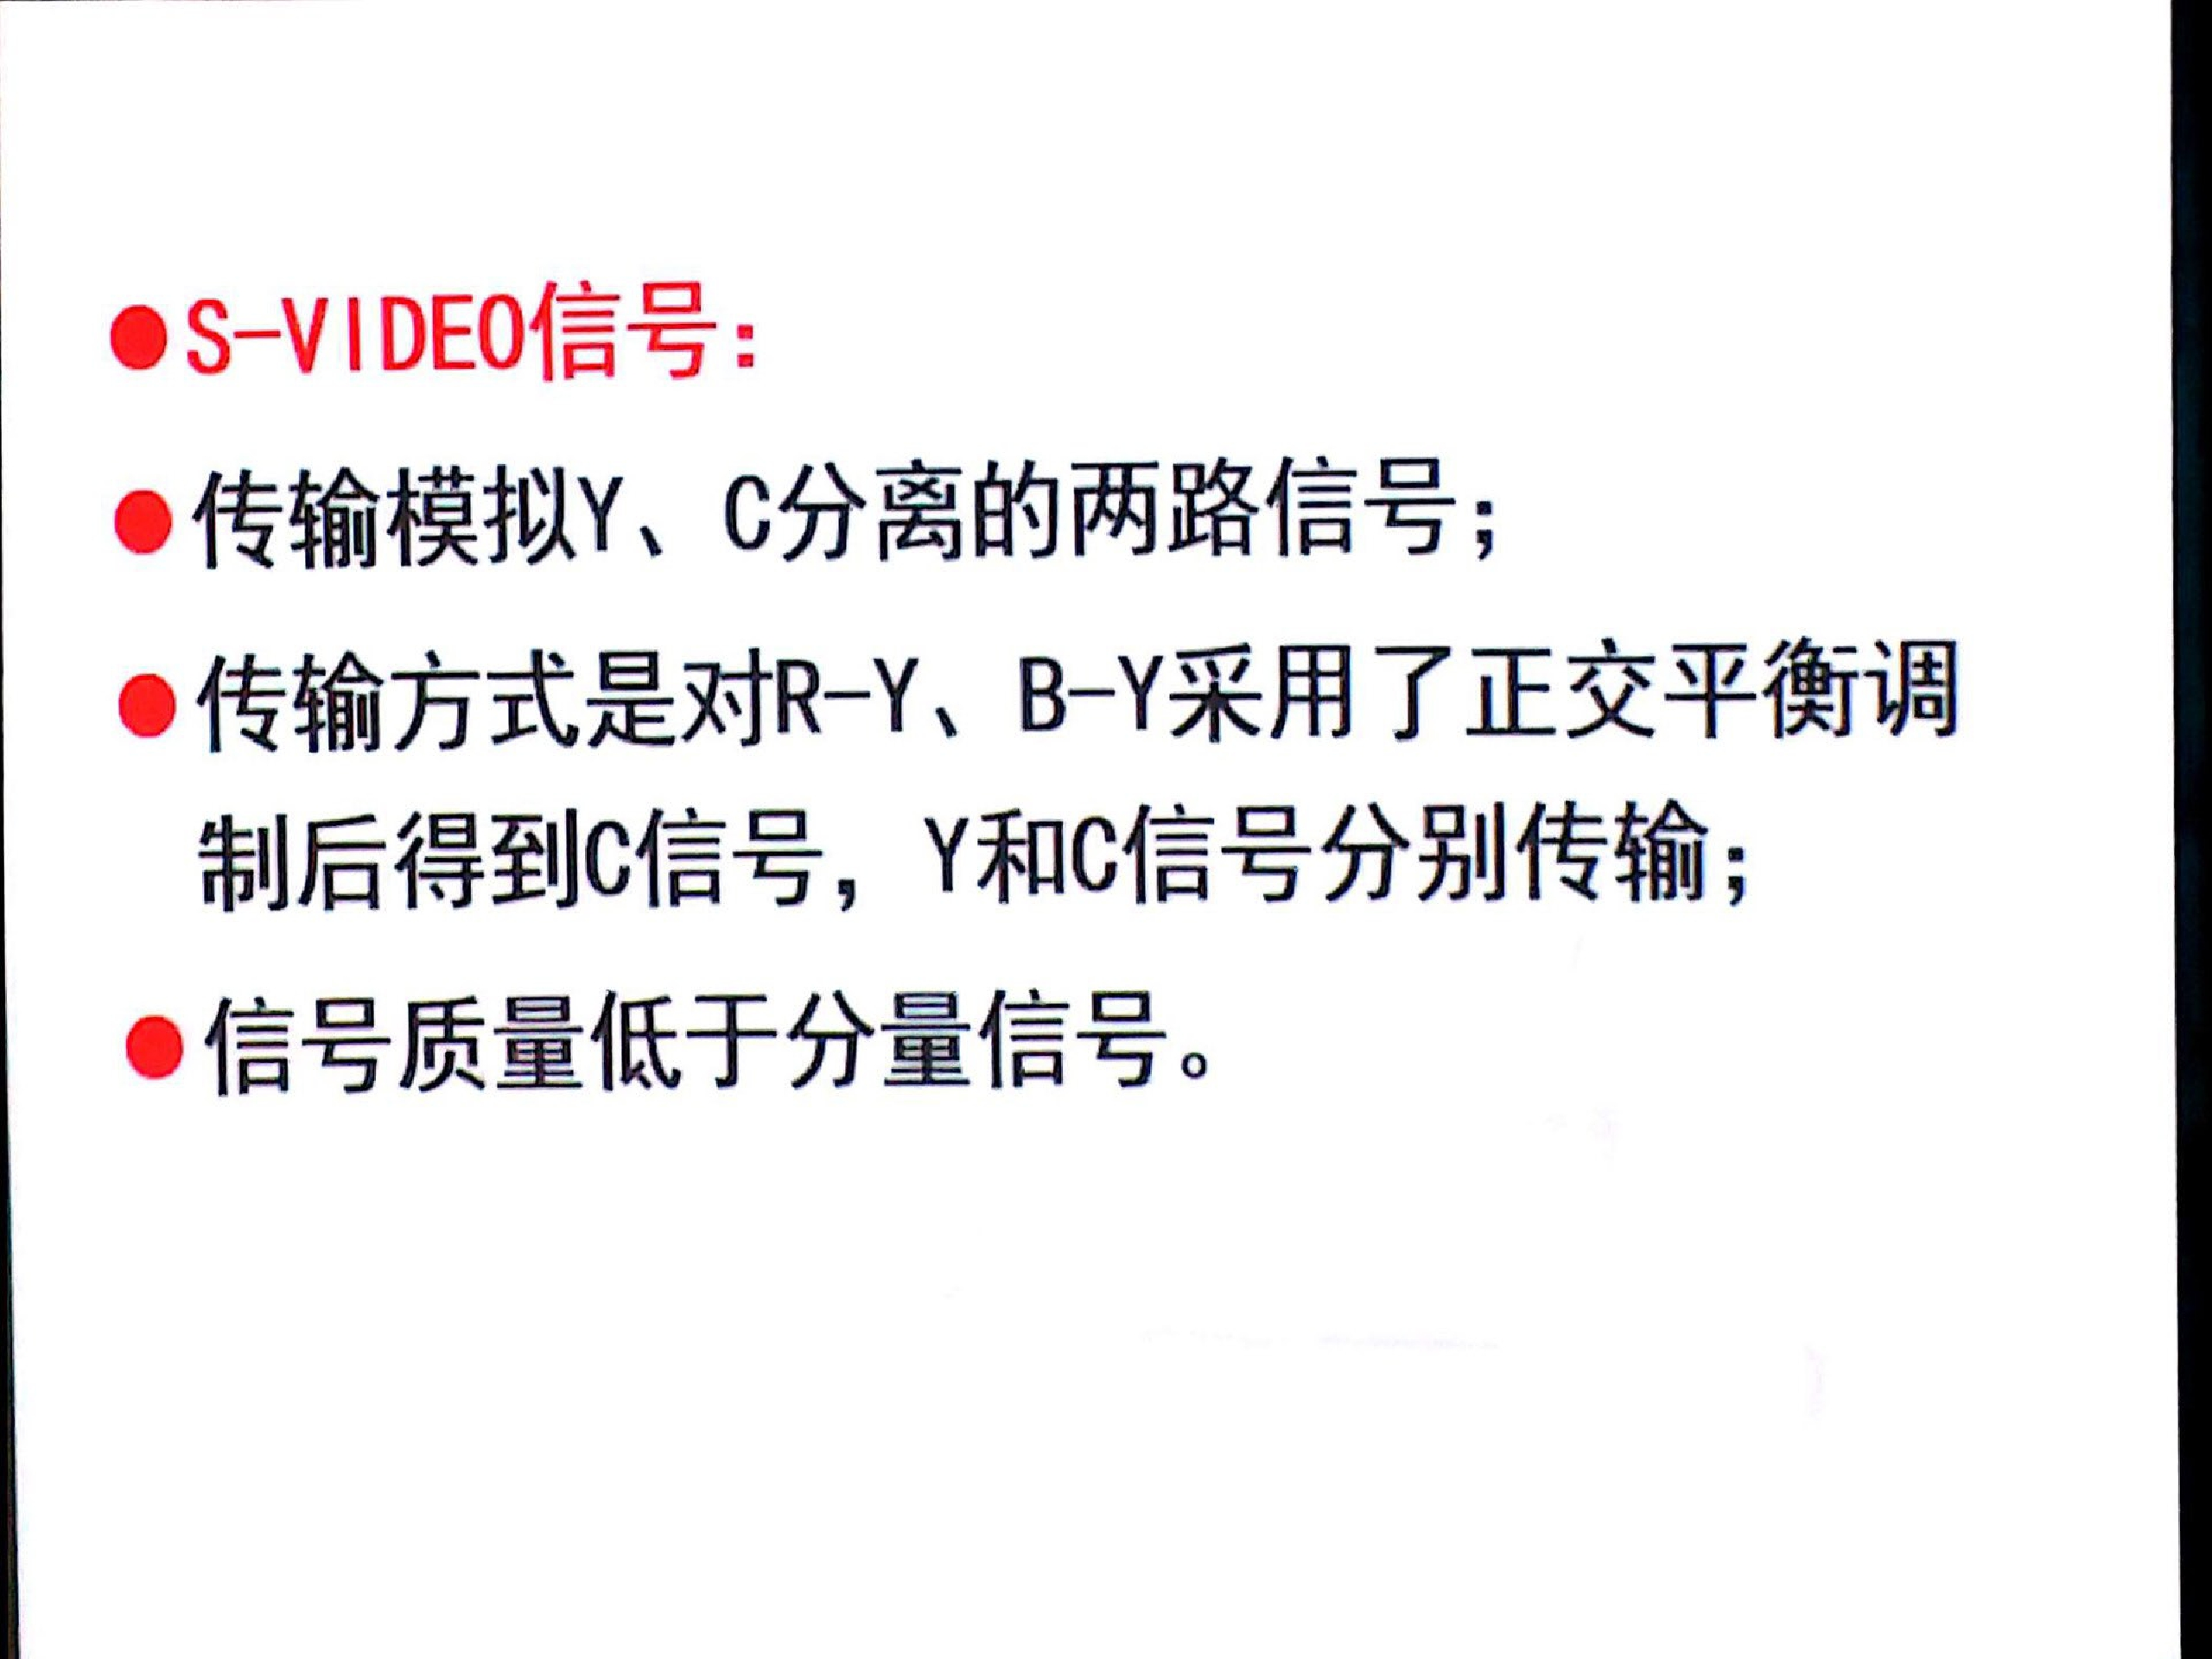 ●S-VIDEO信号：
●传输模拟Y、C分离的两路信号；
●传输方式是对R-Y、B-Y采用了正交平衡调
制后得到C信号，Y和C信号分别传输；
●信号质量低于分量信号。